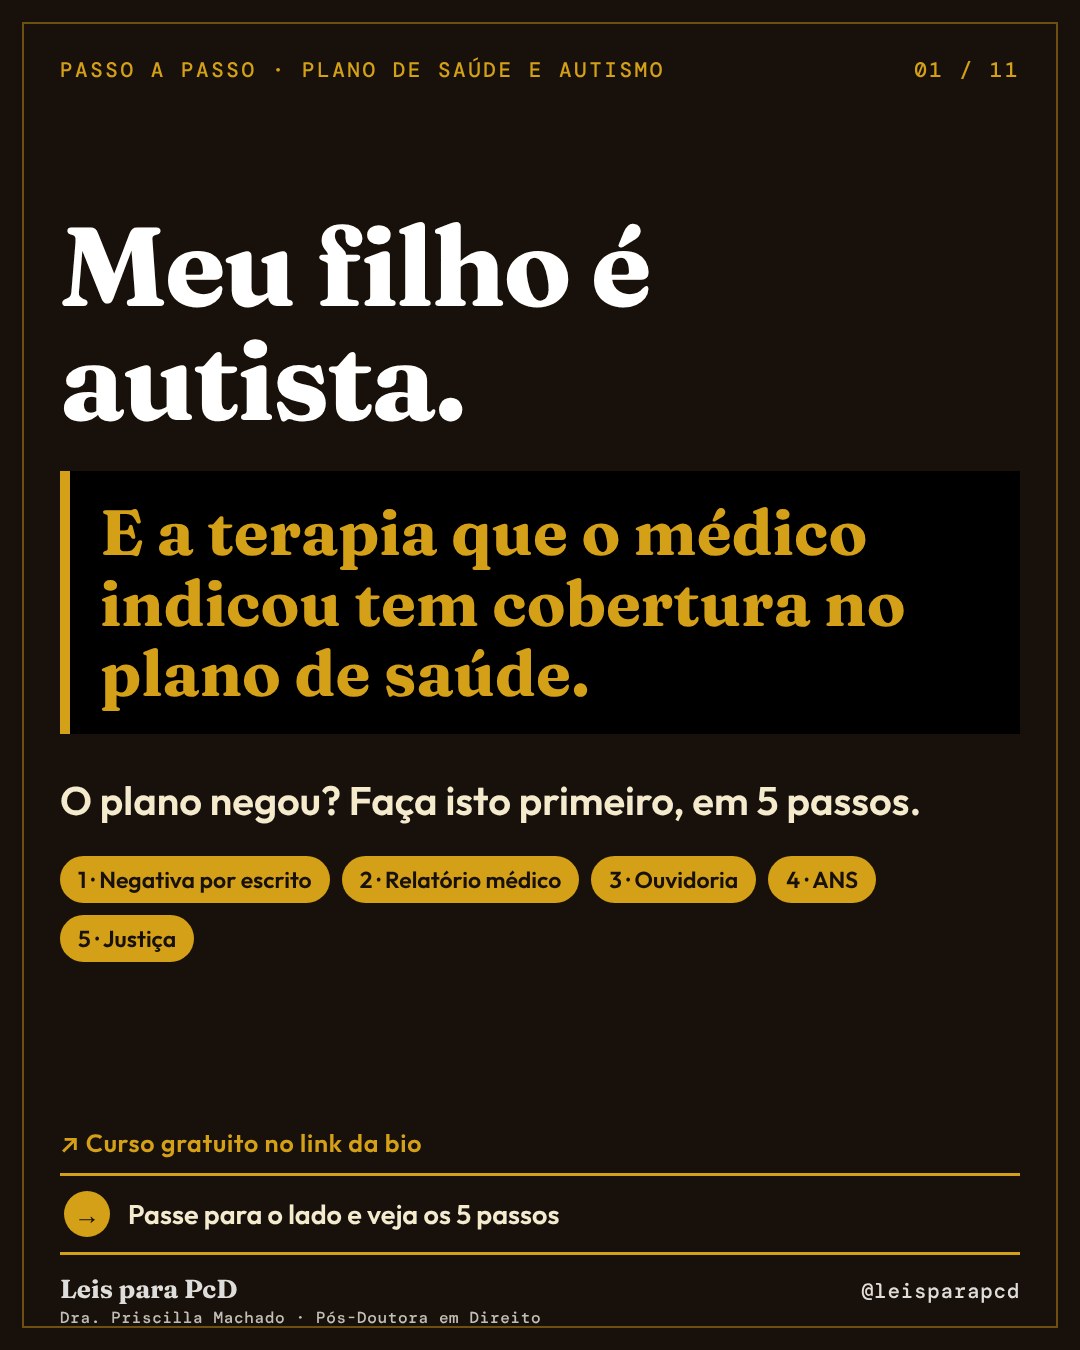 PASSO A PASSO · PLANO DE SAÚDE E AUTISMO
01 / 11
Meu filho é
autista.
E a terapia que o médico
indicou tem cobertura no
plano de saúde.
O plano negou? Faça isto primeiro, em 5 passos.
1 · Negativa por escrito
2 · Relatório médico
3 · Ouvidoria
4 · ANS
5 · Justiça
↗ Curso gratuito no link da bio
→ Passe para o lado e veja os 5 passos
Leis para PcD
@leisparapcd
Dra. Priscilla Machado · Pós-Doutora em Direito